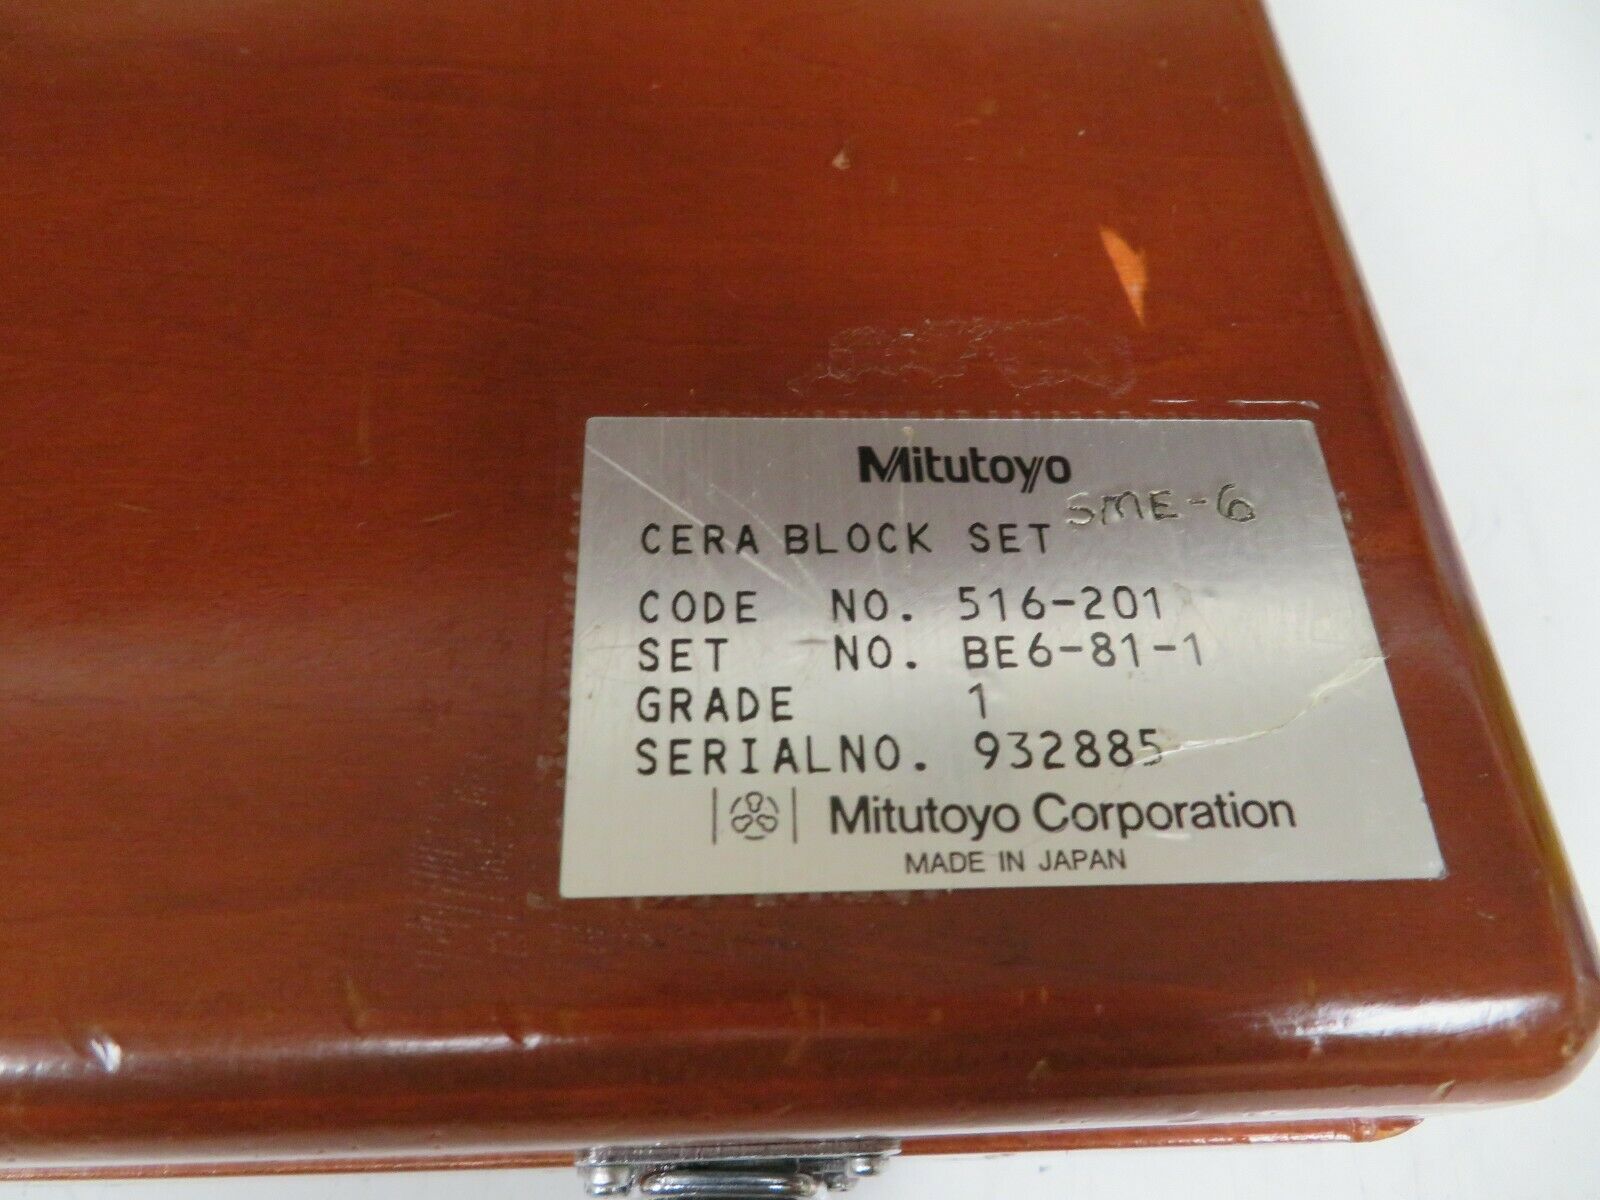 Mitutoyo
SME-6
CERA BLOCK SET
CODE NO. 516-201
SET NO. BE6-81-1
GRADE 1
SERIALNO. 932885
Mitutoyo Corporation
MADE IN JAPAN